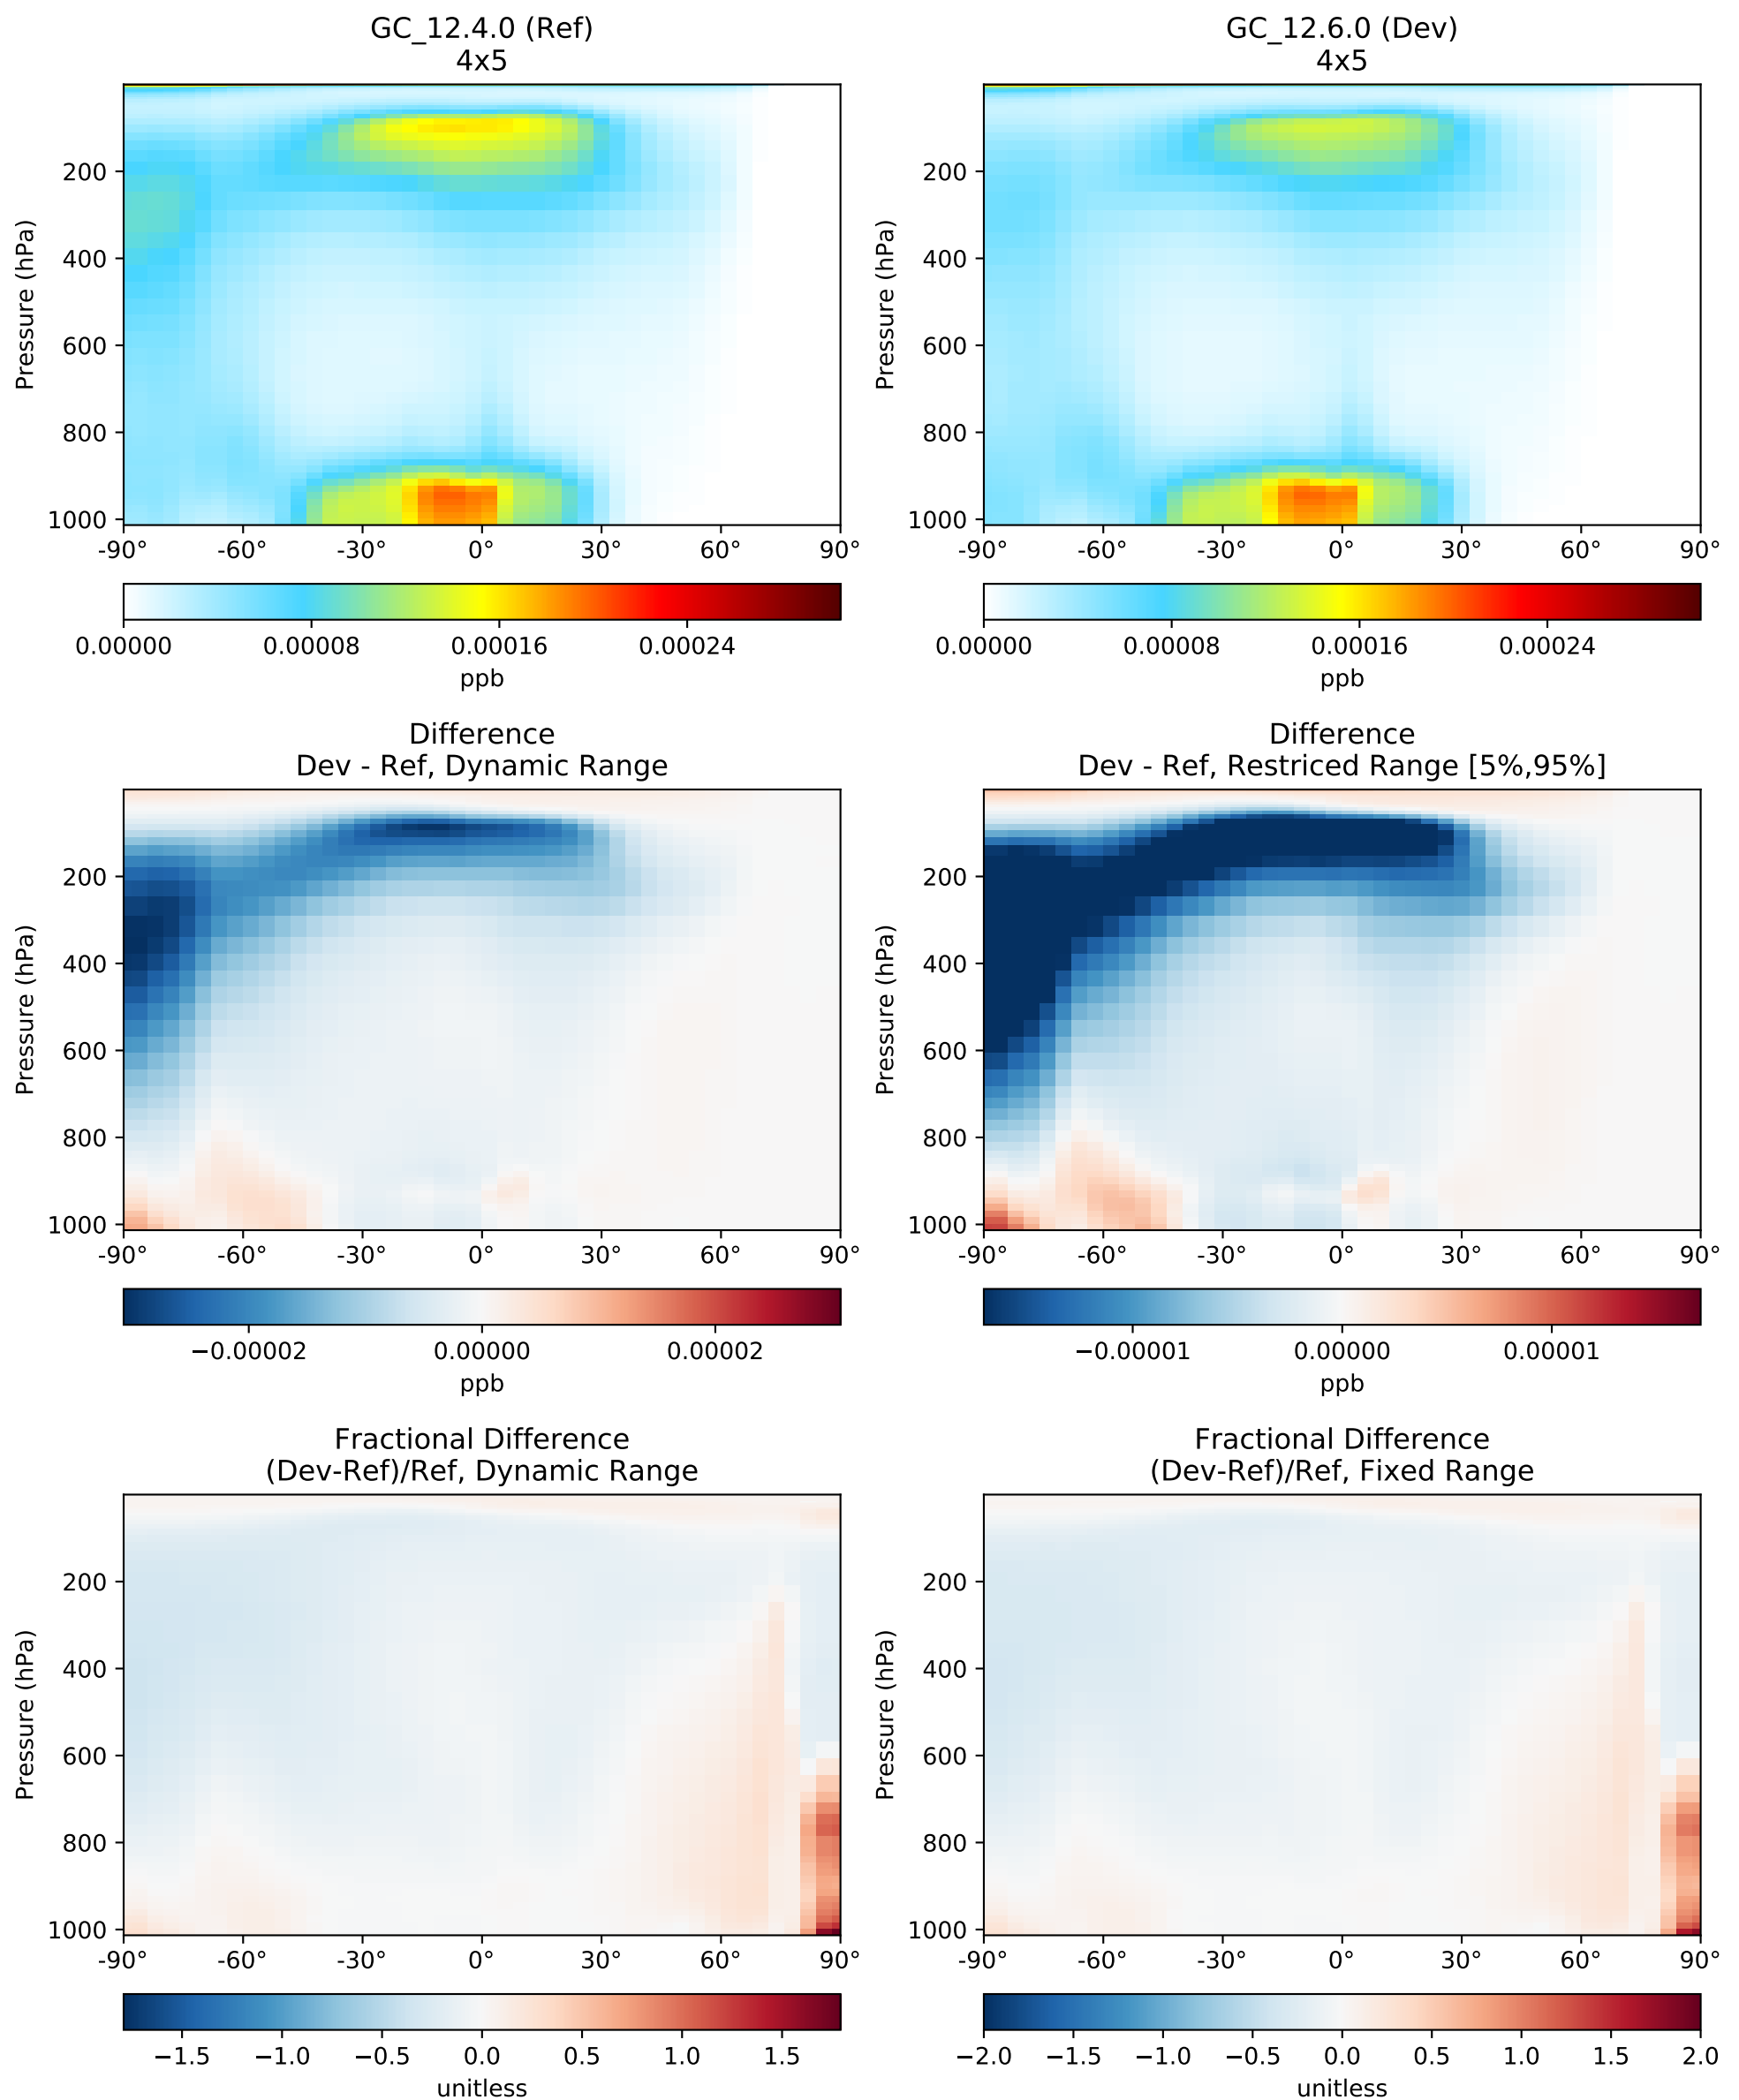 GC_12.4.0 (Ref)
4x5
Pressure (hPa)
200
400
600
800
1000
-90° -60° -30° 0° 30° 60° 90°
0.00000 0.00008 0.00016 0.00024
ppb
GC_12.6.0 (Dev)
4x5
Pressure (hPa)
200
400
600
800
1000
-90° -60° -30° 0° 30° 60° 90°
0.00000 0.00008 0.00016 0.00024
ppb
Difference
Dev - Ref, Dynamic Range
Pressure (hPa)
200
400
600
800
1000
-90° -60° -30° 0° 30° 60° 90°
−0.00002 0.00000 0.00002
ppb
Difference
Dev - Ref, Restriced Range [5%,95%]
Pressure (hPa)
200
400
600
800
1000
-90° -60° -30° 0° 30° 60° 90°
−0.00001 0.00000 0.00001
ppb
Fractional Difference
(Dev-Ref)/Ref, Dynamic Range
Pressure (hPa)
200
400
600
800
1000
-90° -60° -30° 0° 30° 60° 90°
−1.5 −1.0 −0.5 0.0 0.5 1.0 1.5
unitless
Fractional Difference
(Dev-Ref)/Ref, Fixed Range
Pressure (hPa)
200
400
600
800
1000
-90° -60° -30° 0° 30° 60° 90°
−2.0 −1.5 −1.0 −0.5 0.0 0.5 1.0 1.5 2.0
unitless